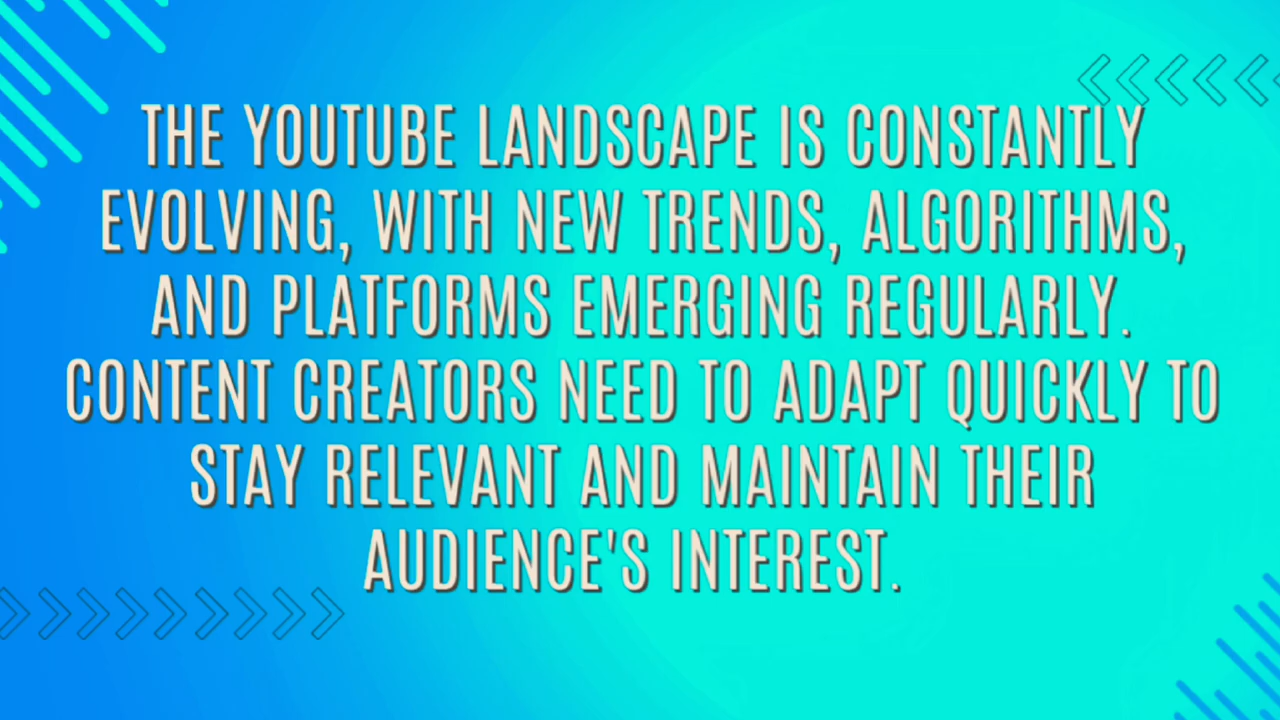 THE YOUTUBE LANDSCAPE IS CONSTANTLY
EVOLVING, WITH NEW TRENDS, ALGORITHMS,
AND PLATFORMS EMERGING REGULARLY.
CONTENT CREATORS NEED TO ADAPT QUICKLY TO
STAY RELEVANT AND MAINTAIN THEIR
AUDIENCE'S INTEREST.